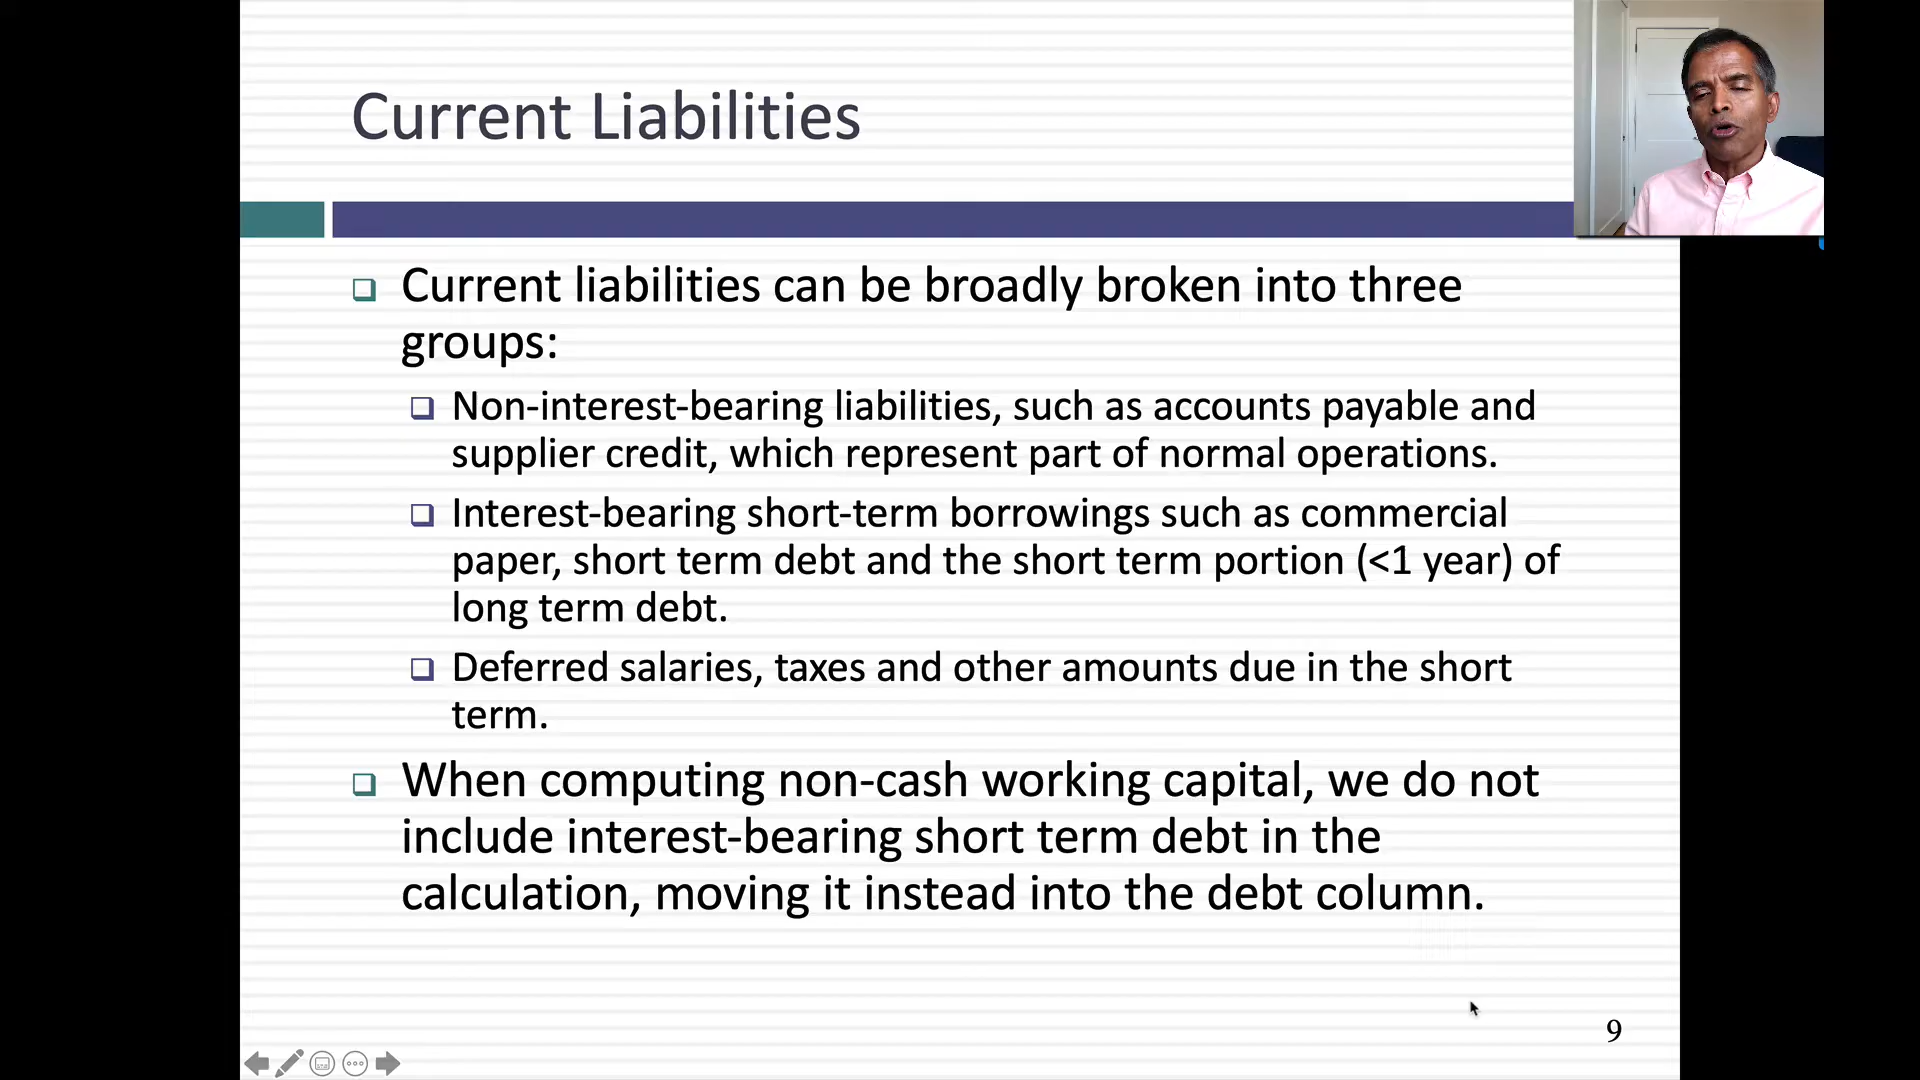 Current Liabilities
Current liabilities can be broadly broken into three
groups:
Non-interest-bearing liabilities, such as accounts payable and
supplier credit, which represent part of normal operations.
Interest-bearing short-term borrowings such as commercial
paper, short term debt and the short term portion (<1 year) of
long term debt.
Deferred salaries, taxes and other amounts due in the short
term.
When computing non-cash working capital, we do not
include interest-bearing short term debt in the
calculation, moving it instead into the debt column.
9